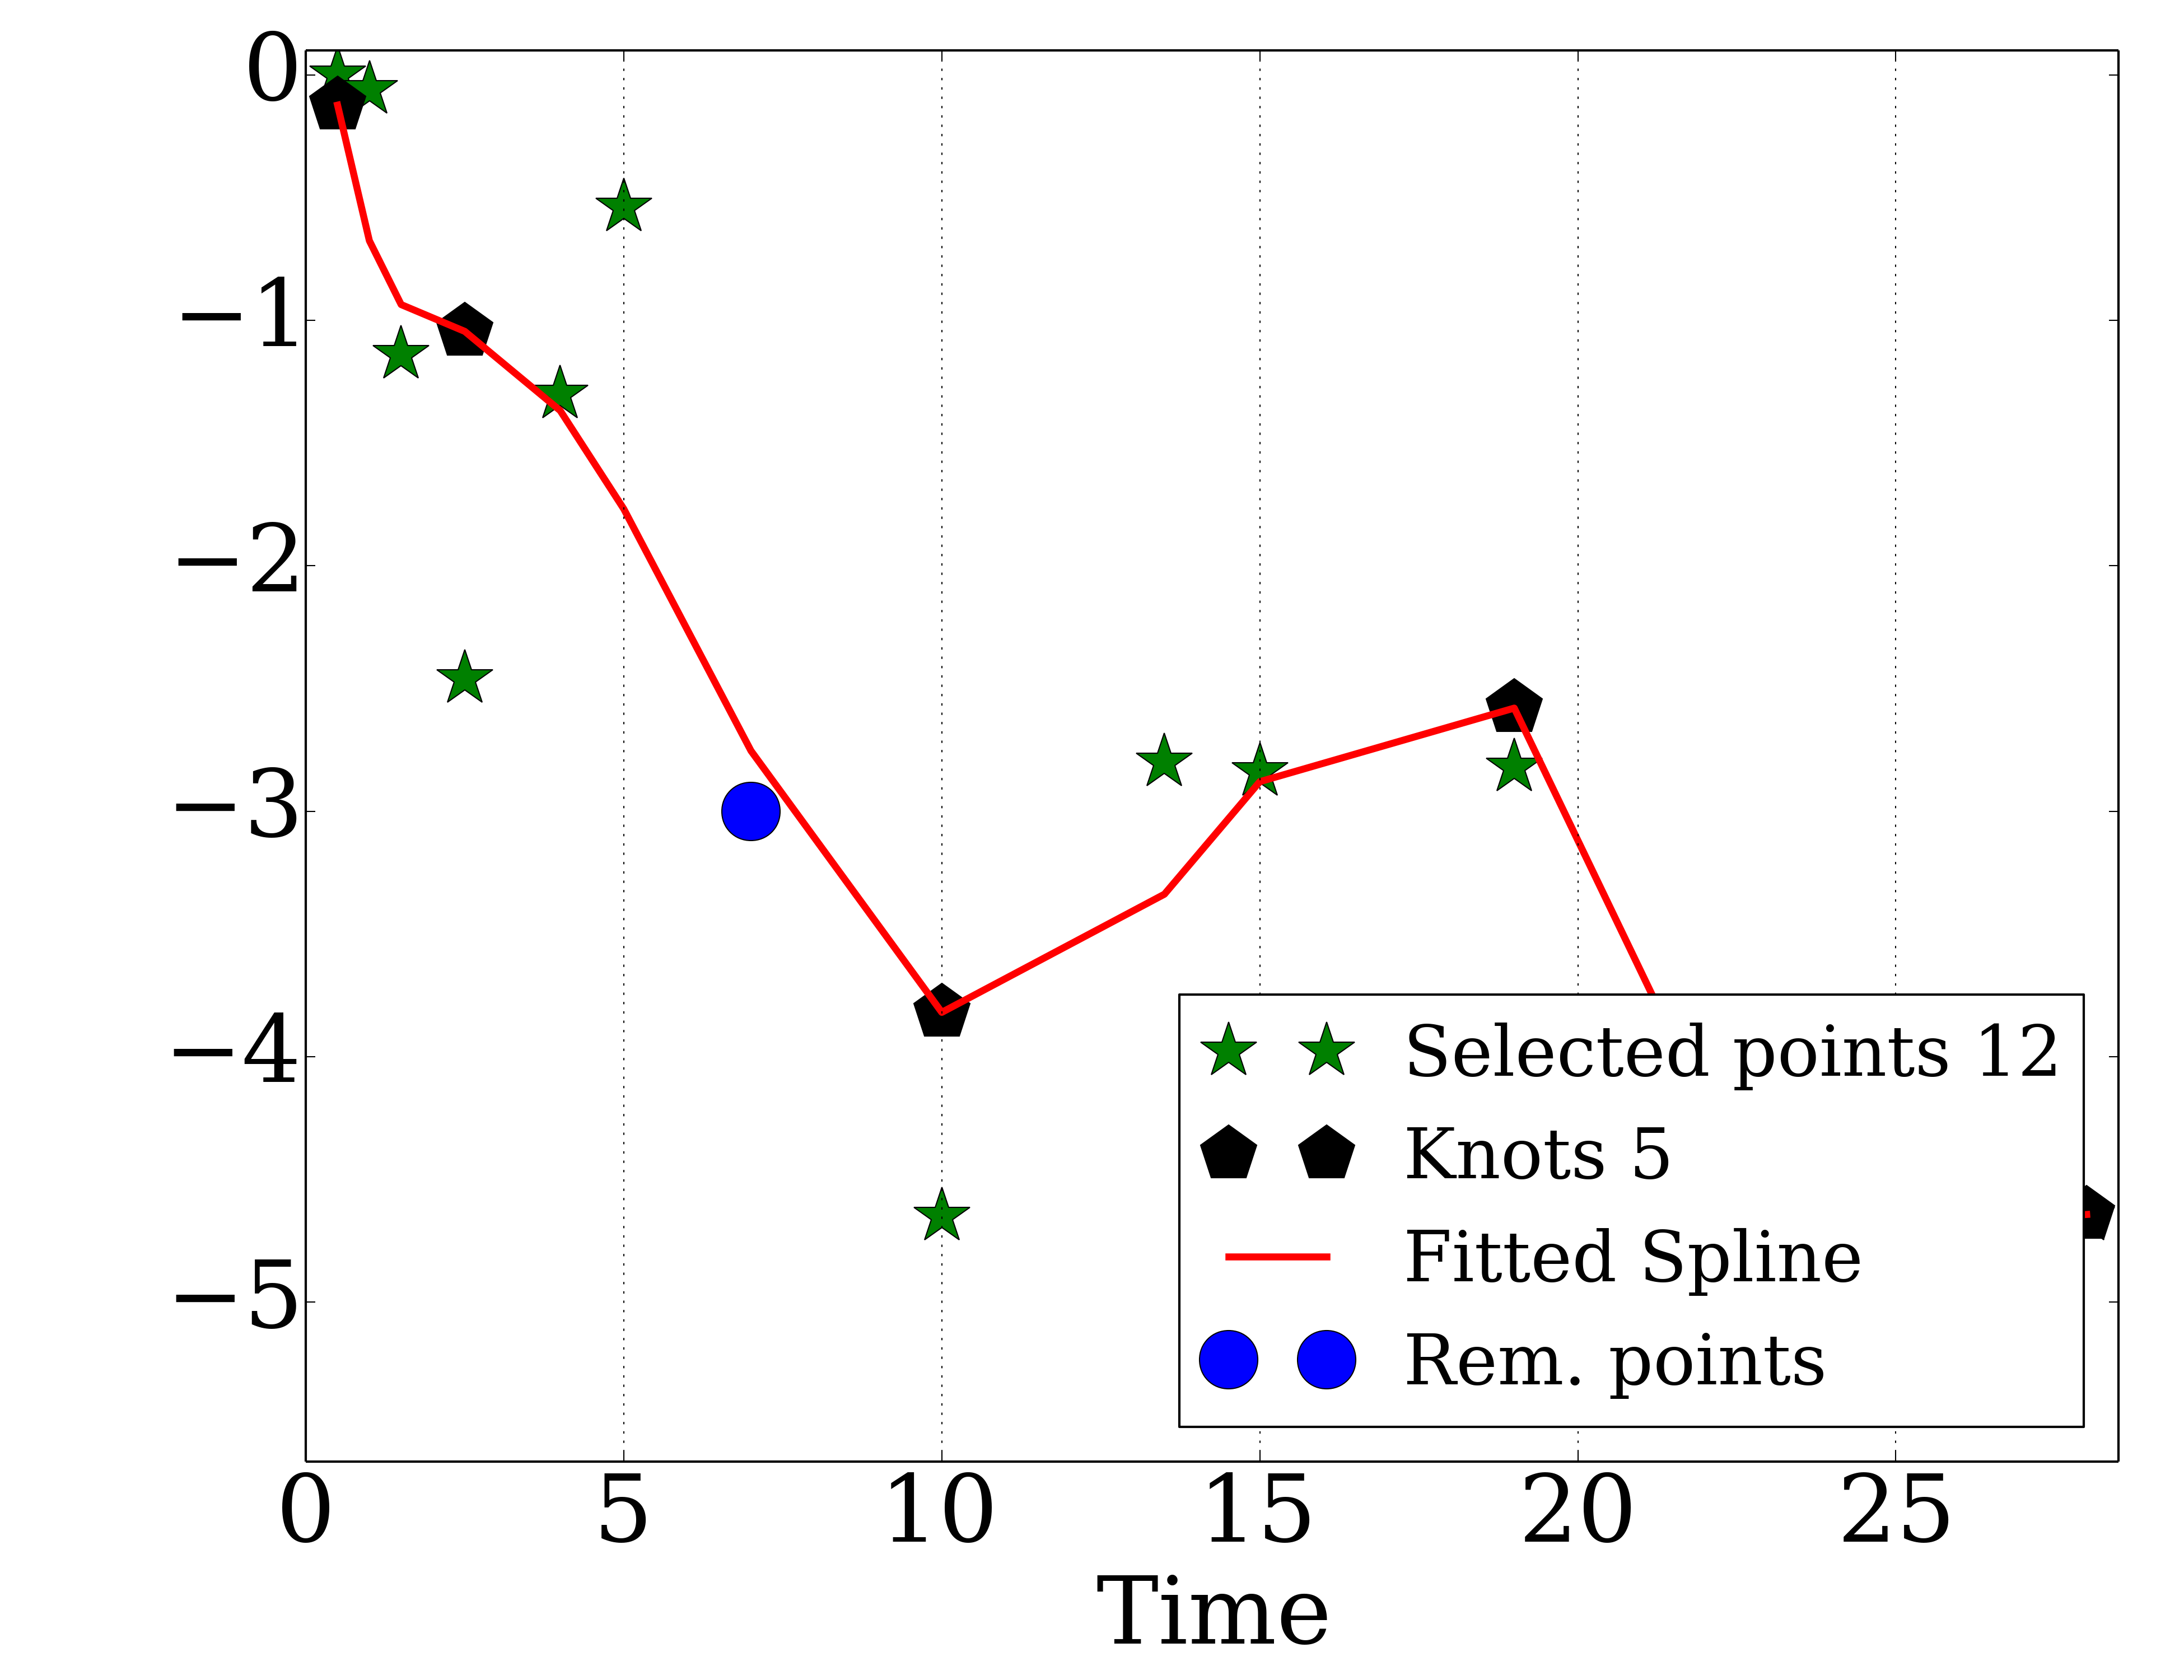 0
−1
−2
−3
−4
−5
Selected points 12
Knots 5
Fitted Spline
Rem. points
0 5 10 15 20 25
Time